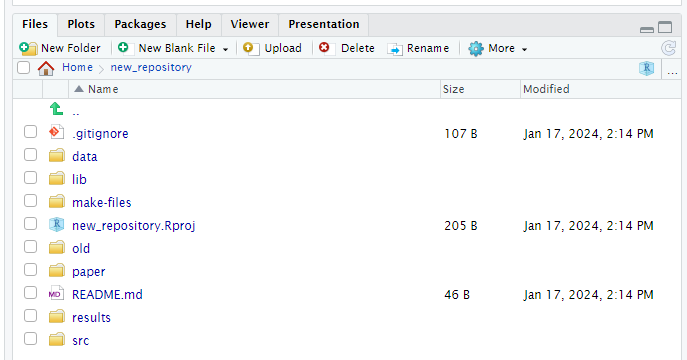 Files Plots Packages Help Viewer Presentation
New Folder New Blank File Upload Delete Rename More
Home new_repository R ...
Name Size Modified
..
.gitignore 107 B Jan 17, 2024, 2:14 PM
data
lib
make-files
R new_repository.Rproj 205 B Jan 17, 2024, 2:14 PM
old
paper
MD README.md 46 B Jan 17, 2024, 2:14 PM
results
src